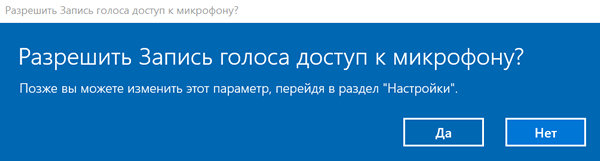 Разрешить Запись голоса доступ к микрофону?
Разрешить Запись голоса доступ к микрофону?
Позже вы можете изменить этот параметр, перейдя в раздел "Настройки".
Да
Нет